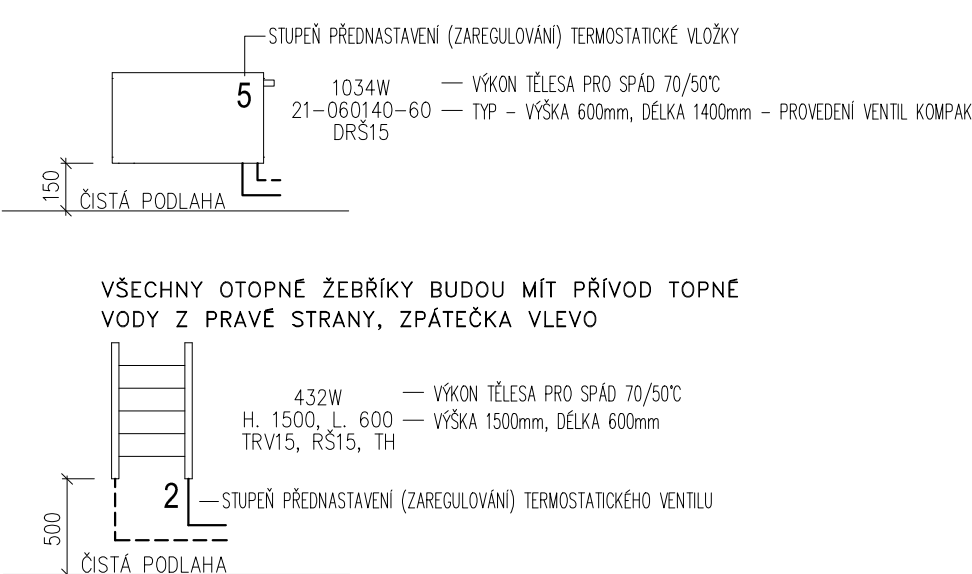 STUPEŇ PŘEDNASTAVENÍ (ZAREGULOVÁNÍ) TERMOSTATICKÉ VLOŽKY
5
1034W — VÝKON TĚLESA PRO SPÁD 70/50°C
21-060140-60 — TYP - VÝŠKA 600mm, DÉLKA 1400mm - PROVEDENÍ VENTIL KOMPAK
DRŠ15
150
ČISTÁ PODLAHA
VŠECHNY OTOPNÉ ŽEBŘÍKY BUDOU MÍT PŘÍVOD TOPNÉ
VODY Z PRAVÉ STRANY, ZPÁTEČKA VLEVO
432W — VÝKON TĚLESA PRO SPÁD 70/50°C
H. 1500, L. 600 — VÝŠKA 1500mm, DÉLKA 600mm
TRV15, RŠ15, TH
2 — STUPEŇ PŘEDNASTAVENÍ (ZAREGULOVÁNÍ) TERMOSTATICKÉHO VENTILU
500
ČISTÁ PODLAHA